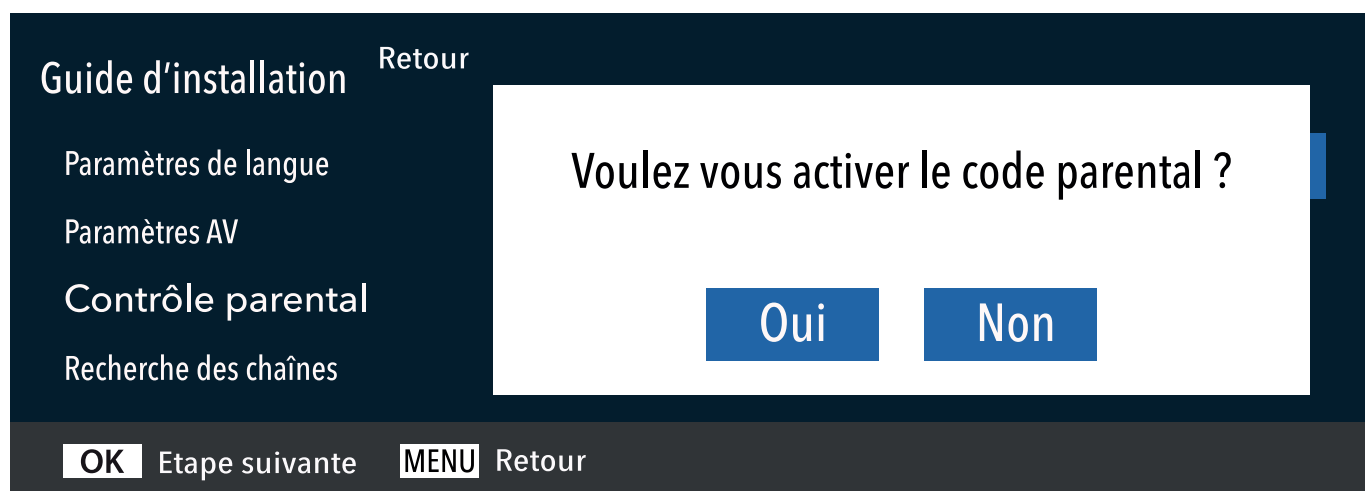 Guide d'installation
Retour
Paramètres de langue
Paramètres AV
Contrôle parental
Recherche des chaînes
Voulez vous activer le code parental ?
Oui Non
OK Etape suivante MENU Retour